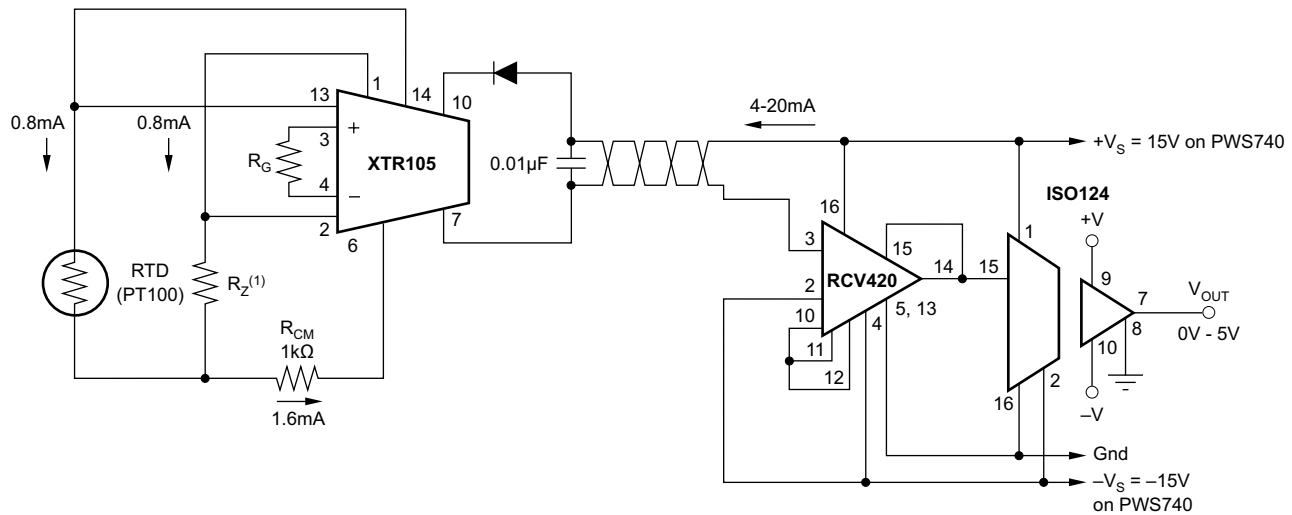 1
14
10
13
0.8mA
0.8mA
3
+
XTR105
R_G
4
–
2
6
7
0.01µF
4-20mA
+V_S = 15V on PWS740
ISO124
RTD
(PT100)
R_Z^(1)
R_CM
1kΩ
1.6mA
16
3
15
RCV420
14
2
10
11
12
4
5, 13
15
1
+V
9
7
8
10
–V
V_OUT
0V - 5V
16
2
Gnd
–V_S = –15V
on PWS740